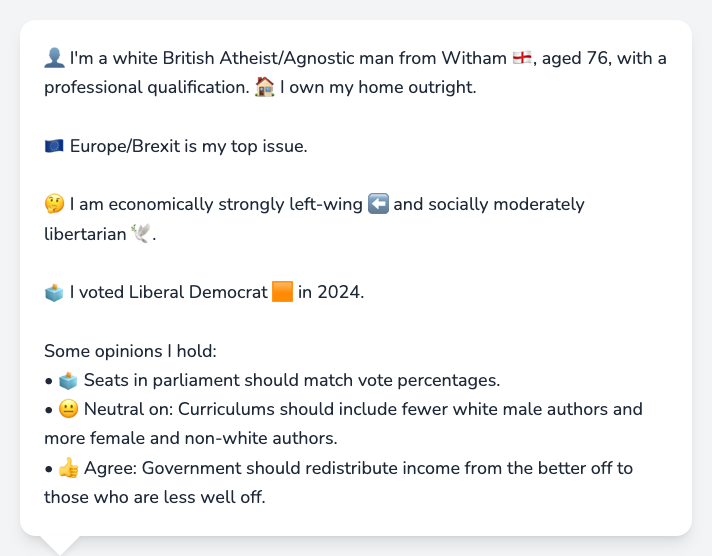 👤 I'm a white British Atheist/Agnostic man from Witham 🏴󠁧󠁢󠁥󠁮󠁧󠁿, aged 76, with a
professional qualification. 🏠 I own my home outright.
🇪🇺 Europe/Brexit is my top issue.
🤔 I am economically strongly left-wing ⬅️ and socially moderately
libertarian 🕊️.
🗳️ I voted Liberal Democrat 🟧 in 2024.
Some opinions I hold:
• 🗳️ Seats in parliament should match vote percentages.
• 😐 Neutral on: Curriculums should include fewer white male authors and
more female and non-white authors.
• 👍 Agree: Government should redistribute income from the better off to
those who are less well off.